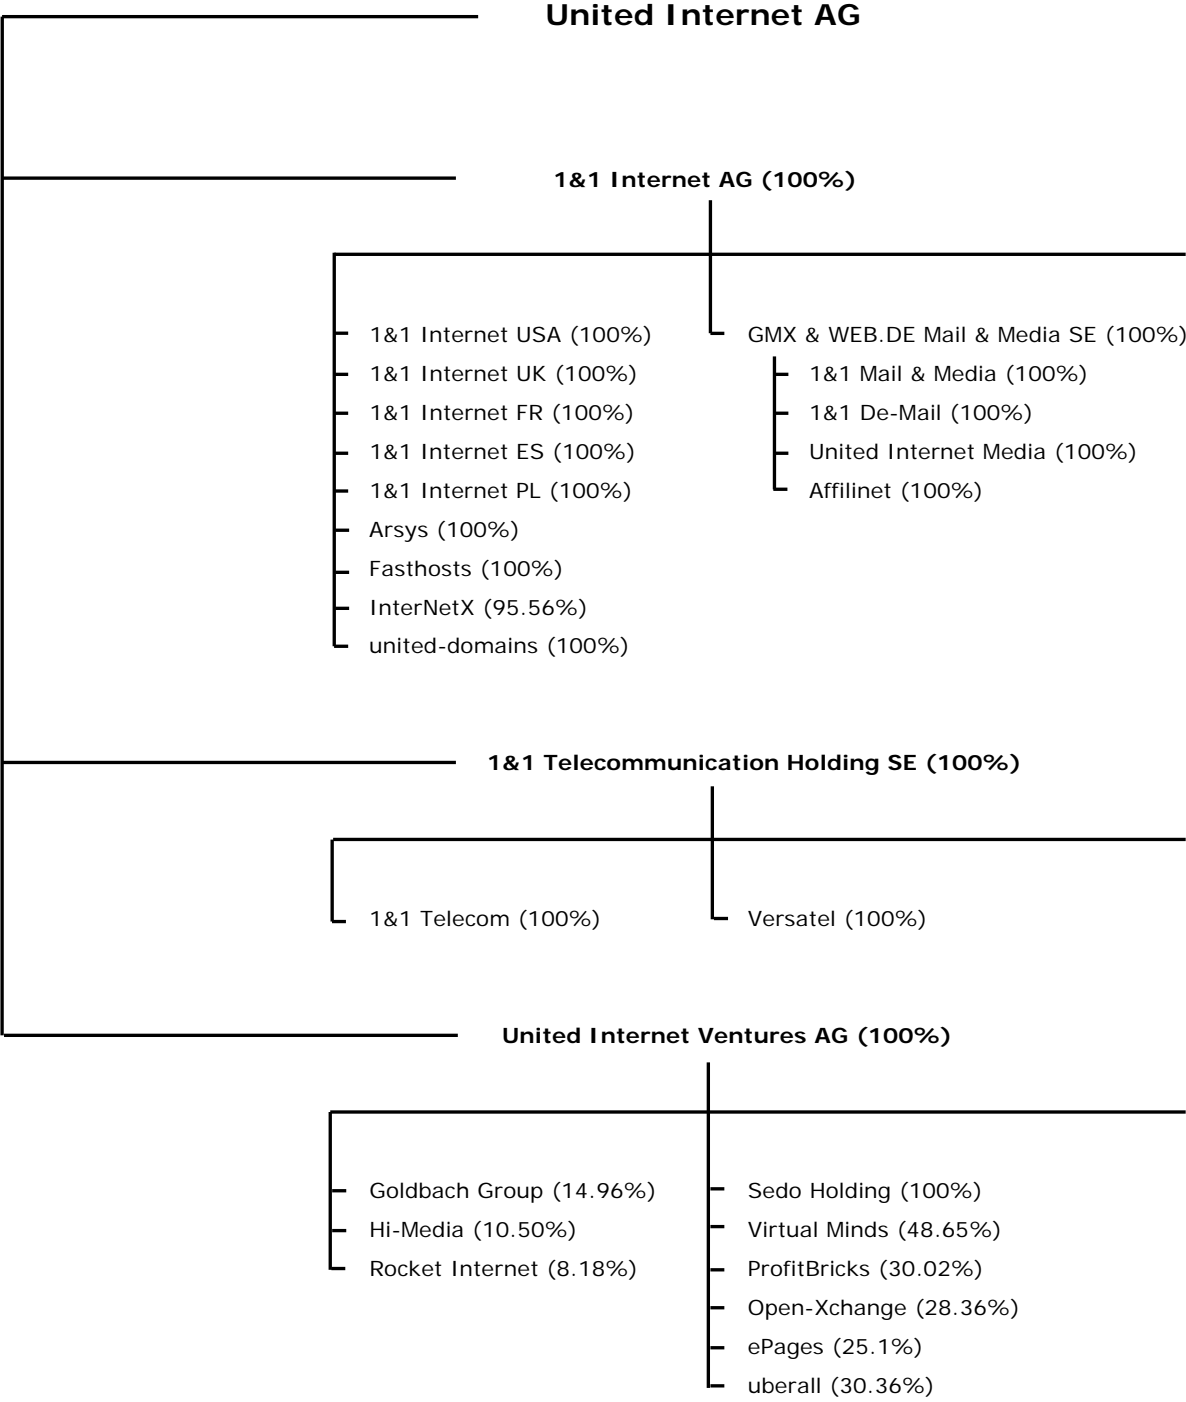 United Internet AG
1&1 Internet AG (100%)
1&1 Internet USA (100%)
1&1 Internet UK (100%)
1&1 Internet FR (100%)
1&1 Internet ES (100%)
1&1 Internet PL (100%)
Arsys (100%)
Fasthosts (100%)
InterNetX (95.56%)
united-domains (100%)
GMX & WEB.DE Mail & Media SE (100%)
1&1 Mail & Media (100%)
1&1 De-Mail (100%)
United Internet Media (100%)
Affilinet (100%)
1&1 Telecommunication Holding SE (100%)
1&1 Telecom (100%)
Versatel (100%)
United Internet Ventures AG (100%)
Goldbach Group (14.96%)
Hi-Media (10.50%)
Rocket Internet (8.18%)
Sedo Holding (100%)
Virtual Minds (48.65%)
ProfitBricks (30.02%)
Open-Xchange (28.36%)
ePages (25.1%)
uberall (30.36%)